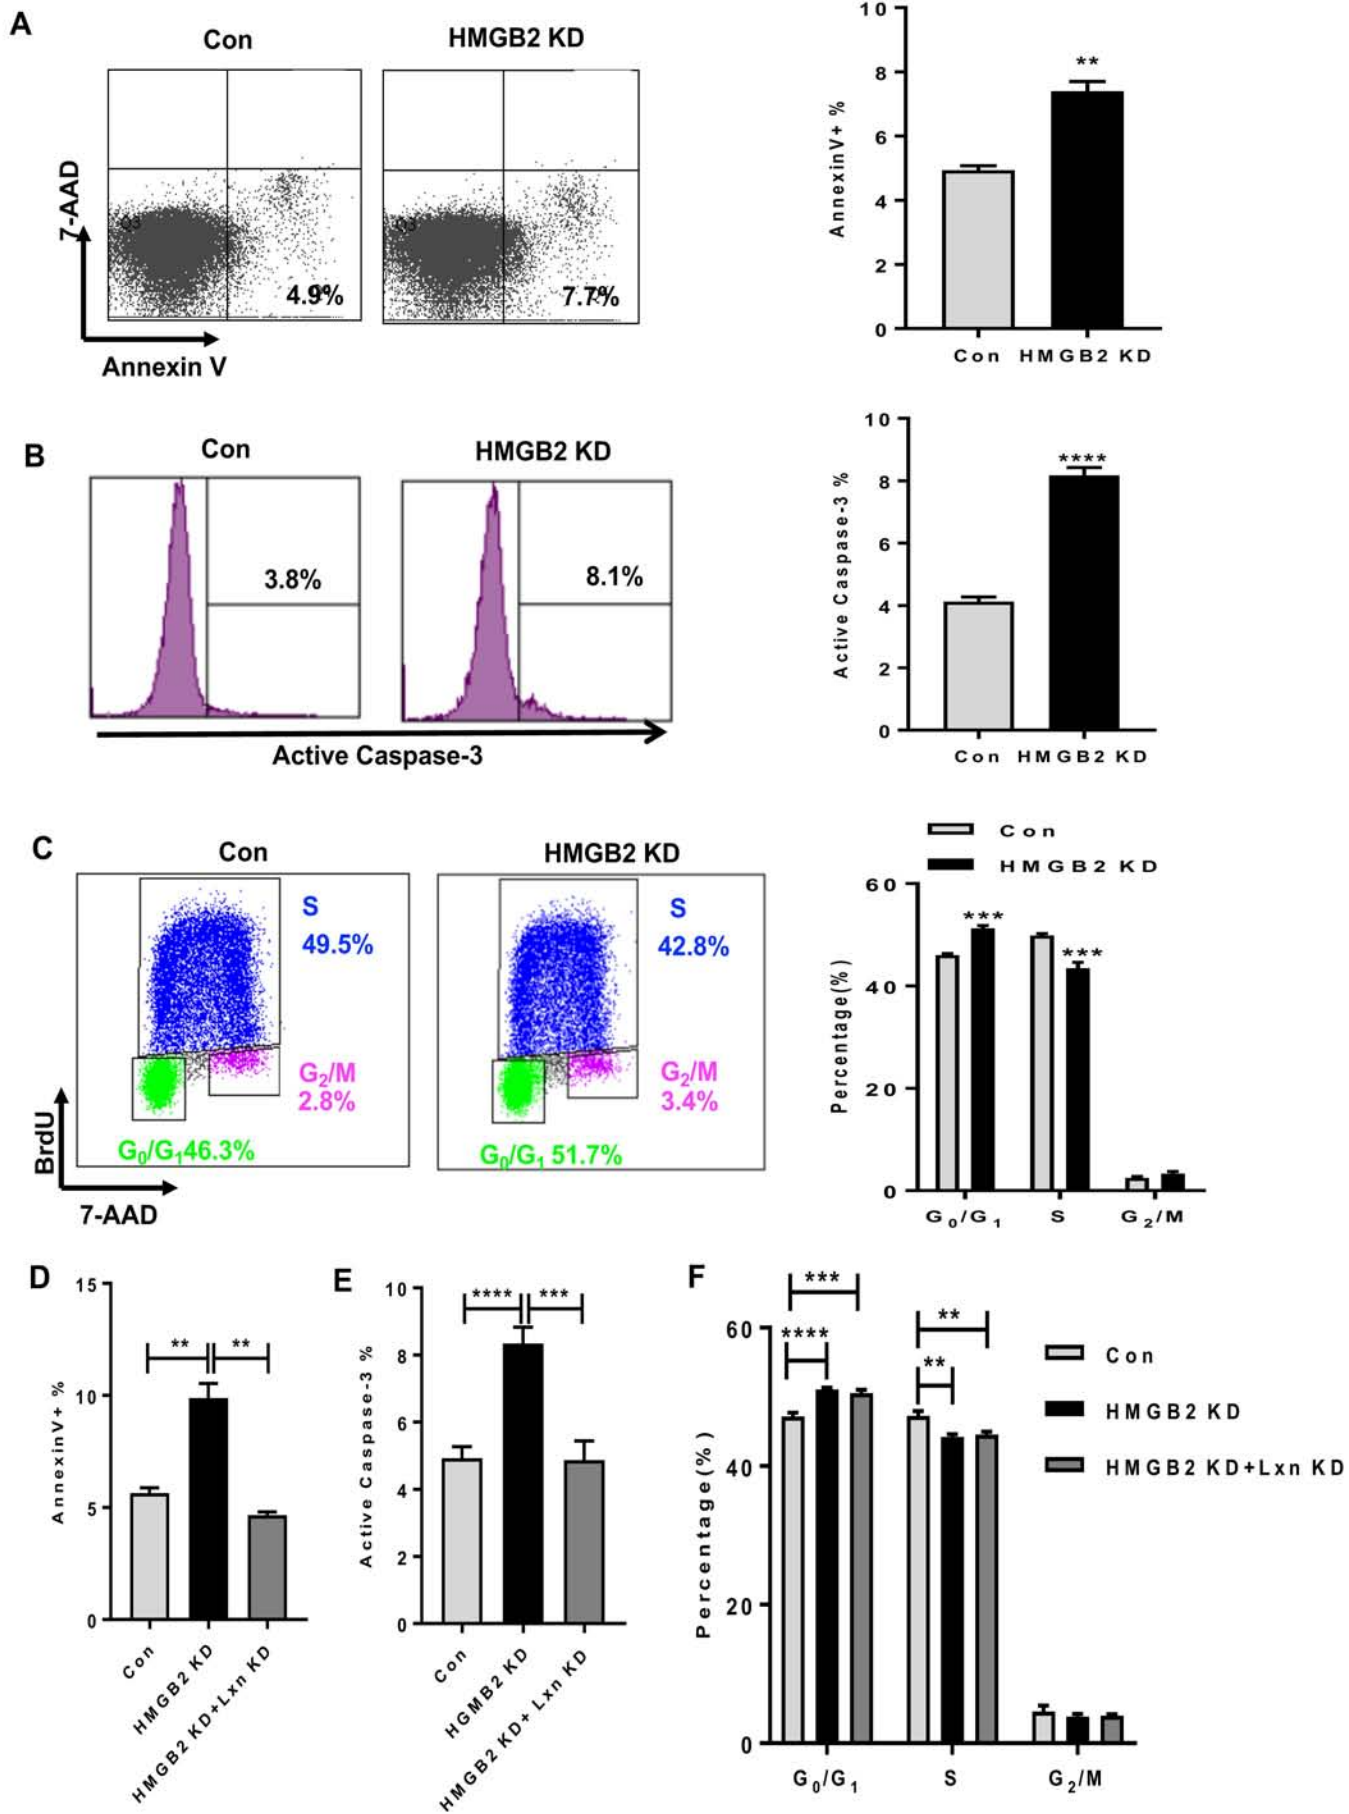 A
Con
HMGB2 KD
7-AAD
Q3
4.9%
Q3
7.7%
Annexin V
10
8
6
4
2
0
AnnexinV+ %
**
Con HMGB2 KD
B
Con
HMGB2 KD
3.8%
8.1%
Active Caspase-3
10
8
6
4
2
0
Active Caspase-3 %
****
Con HMGB2 KD
C
Con
HMGB2 KD
S
49.5%
G2/M
2.8%
G0/G1 46.3%
S
42.8%
G2/M
3.4%
G0/G1 51.7%
BrdU
7-AAD
Con
HMGB2 KD
60
40
20
0
Percentage(%)
***
***
G0/G1 S G2/M
D
15
10
5
0
AnnexinV+ %
** **
Con
HMGB2 KD
HMGB2 KD+Lxn KD
E
10
8
6
4
2
0
Active Caspase-3 %
**** ***
Con
HGMB2 KD
HMGB2 KD+ Lxn KD
F
60
40
20
0
Percentage(%)
***
****
**
**
G0/G1 S G2/M
Con
HMGB2 KD
HMGB2 KD+Lxn KD